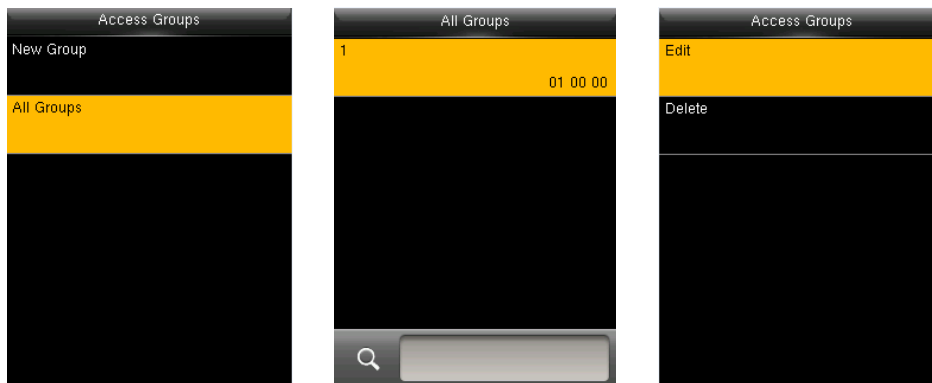 Access Groups
New Group
All Groups
All Groups
1
01 00 00
Access Groups
Edit
Delete